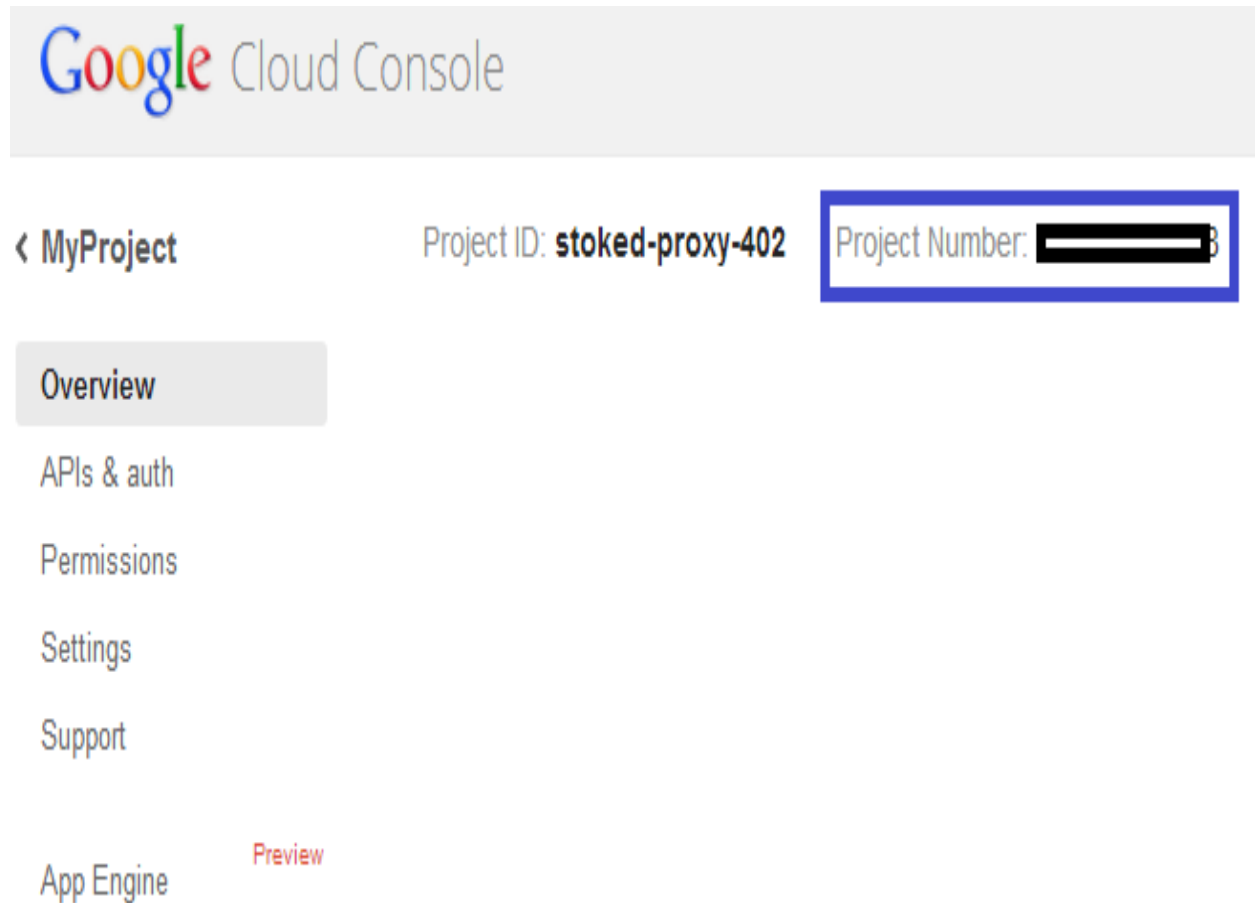 Google Cloud Console
< MyProject
Project ID: stoked-proxy-402
Project Number:
Overview
APIs & auth
Permissions
Settings
Support
Preview
App Engine